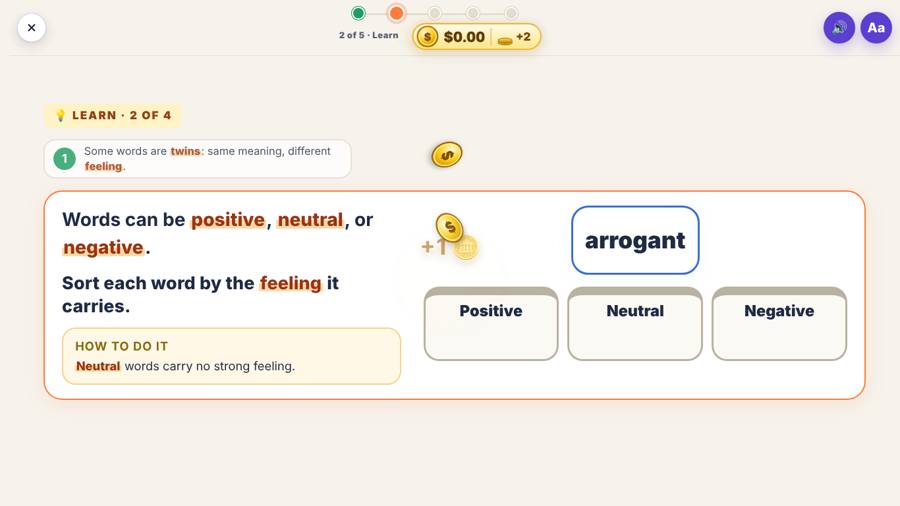 2 of 5 · Learn
$0.00
+2
Aa
LEARN · 2 OF 4
1
Some words are twins: same meaning, different
feeling.
Words can be positive, neutral, or
negative.
Sort each word by the feeling it
carries.
HOW TO DO IT
Neutral words carry no strong feeling.
+1
arrogant
Positive
Neutral
Negative